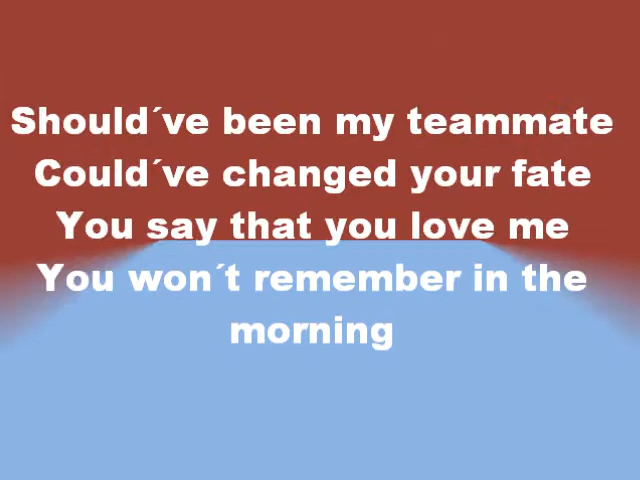 Should´ve been my teammate
Could´ve changed your fate
You say that you love me
You won´t remember in the
morning